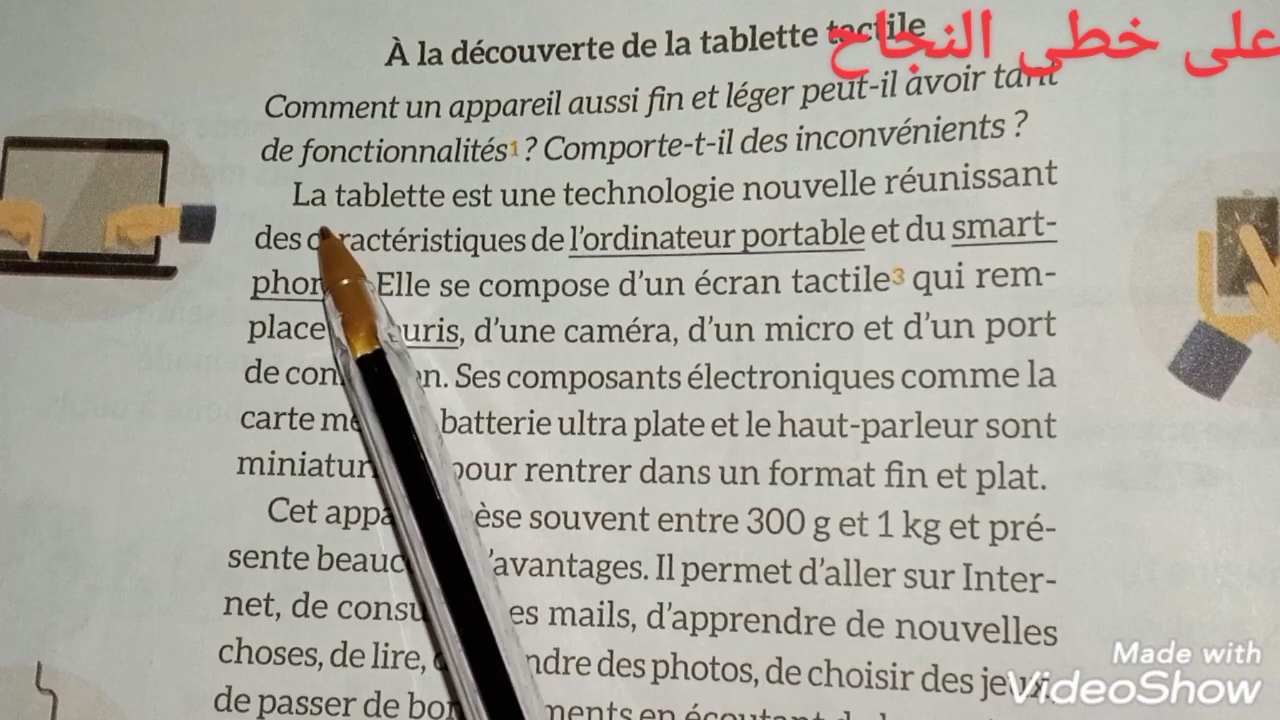 على خطى النجاح
À la découverte de la tablette tactile
Comment un appareil aussi fin et léger peut-il avoir tant
de fonctionnalités¹ ? Comporte-t-il des inconvénients ?
La tablette est une technologie nouvelle réunissant
des caractéristiques de l'ordinateur portable et du smart-
Elle se compose d'un écran tactile³ qui rem-
place souris, d'une caméra, d'un micro et d'un port
de Ses composants électroniques comme la
carte batterie ultra plate et le haut-parleur sont
pour rentrer dans un format fin et plat.
Cet souvent entre 300 g et 1 kg et pré-
sente d'avantages. Il permet d'aller sur Inter-
net, de mails, d'apprendre de nouvelles
choses, de lire, des photos, de choisir des jeux,
de passer de en écoutant
Made with
VideoShow